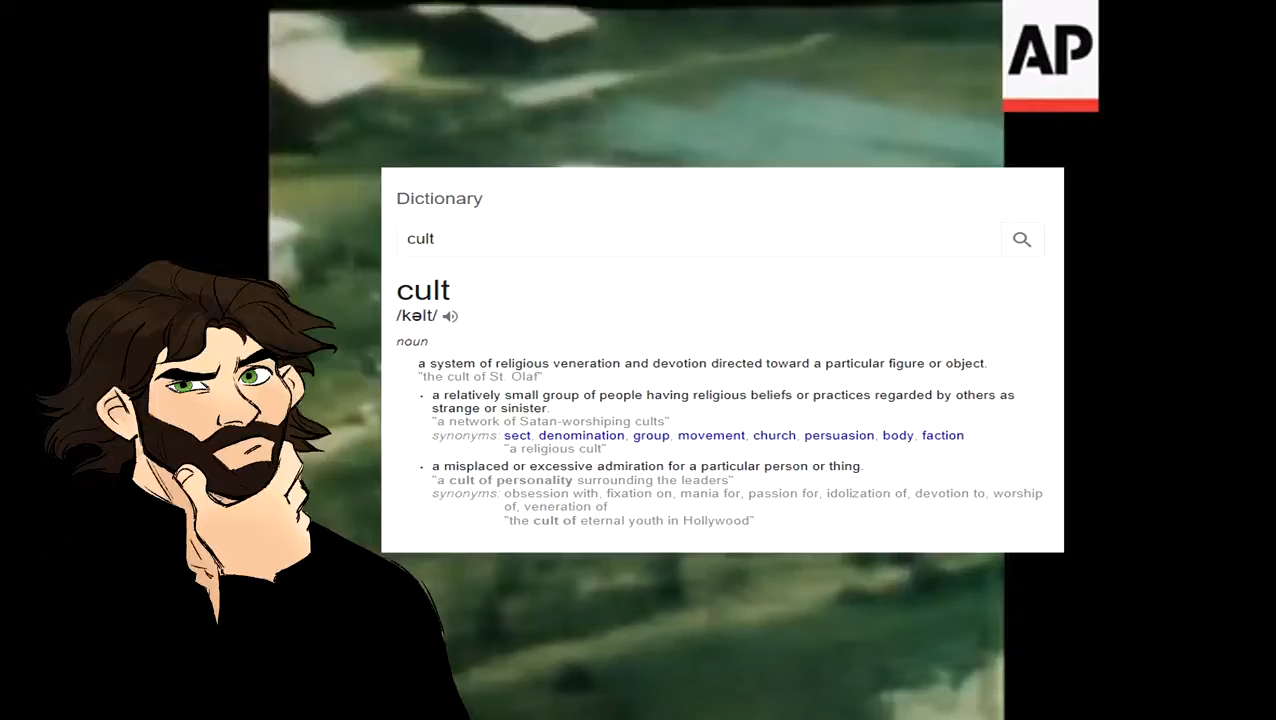 AP
Dictionary
cult
cult
/kəlt/
noun
a system of religious veneration and devotion directed toward a particular figure or object.
"the cult of St. Olaf"
· a relatively small group of people having religious beliefs or practices regarded by others as
strange or sinister.
"a network of Satan-worshiping cults"
synonyms: sect, denomination, group, movement, church, persuasion, body, faction
"a religious cult"
· a misplaced or excessive admiration for a particular person or thing.
"a cult of personality surrounding the leaders"
synonyms: obsession with, fixation on, mania for, passion for, idolization of, devotion to, worship
of, veneration of
"the cult of eternal youth in Hollywood"